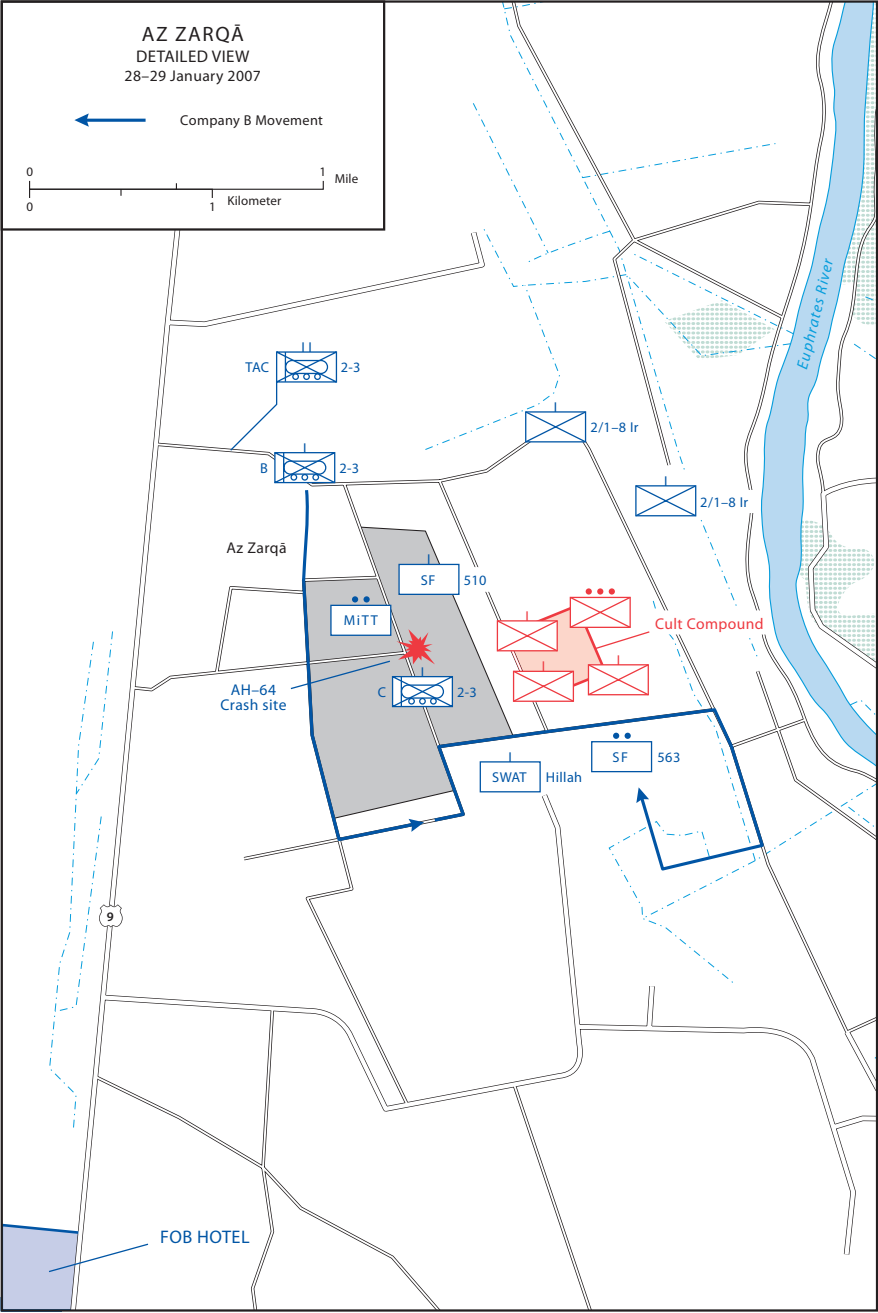 AZ ZARQĀ
DETAILED VIEW
28–29 January 2007
Company B Movement
0
1
Mile
0
1
Kilometer
Euphrates River
TAC
2-3
2/1–8 Ir
B
2-3
2/1–8 Ir
Az Zarqā
SF
510
MiTT
Cult Compound
AH–64
Crash site
C
2-3
SF
563
SWAT
Hillah
9
FOB HOTEL